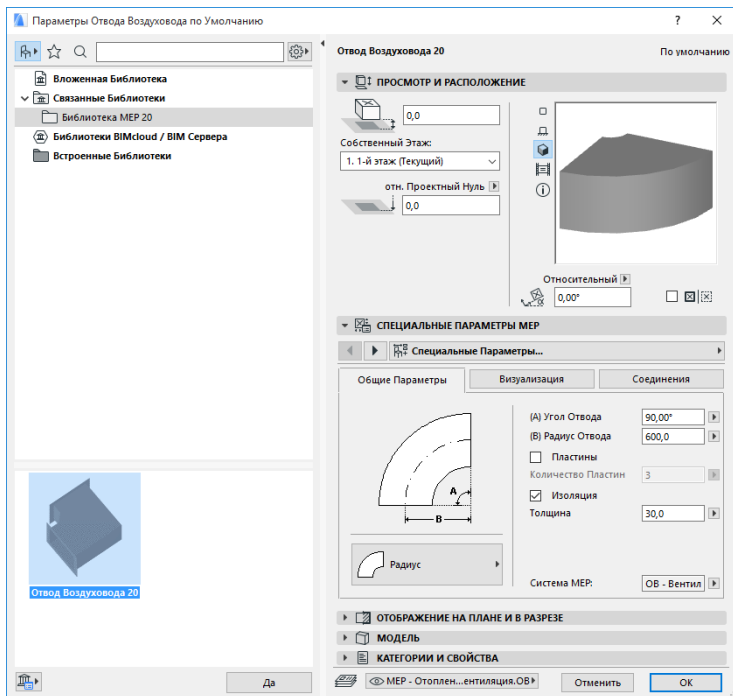 Параметры Отвода Воздуховода по Умолчанию
Вложенная Библиотека
Связанные Библиотеки
Библиотека MEP 20
Библиотеки BIMcloud / BIM Сервера
Встроенные Библиотеки
Отвод Воздуховода 20
Да
Отвод Воздуховода 20
По умолчанию
ПРОСМОТР И РАСПОЛОЖЕНИЕ
0,0
Собственный Этаж:
1. 1-й этаж (Текущий)
отн. Проектный Нуль
0,0
Относительный
0,00°
СПЕЦИАЛЬНЫЕ ПАРАМЕТРЫ MEP
Специальные Параметры...
Общие Параметры
Визуализация
Соединения
A
B
Радиус
(A) Угол Отвода
90,00°
(B) Радиус Отвода
600,0
Пластины
Количество Пластин
3
Изоляция
Толщина
30,0
Система MEP:
ОВ - Вентил
ОТОБРАЖЕНИЕ НА ПЛАНЕ И В РАЗРЕЗЕ
МОДЕЛЬ
КАТЕГОРИИ И СВОЙСТВА
MEP - Отоплен...ентиляция.ОВ
Отменить
OK